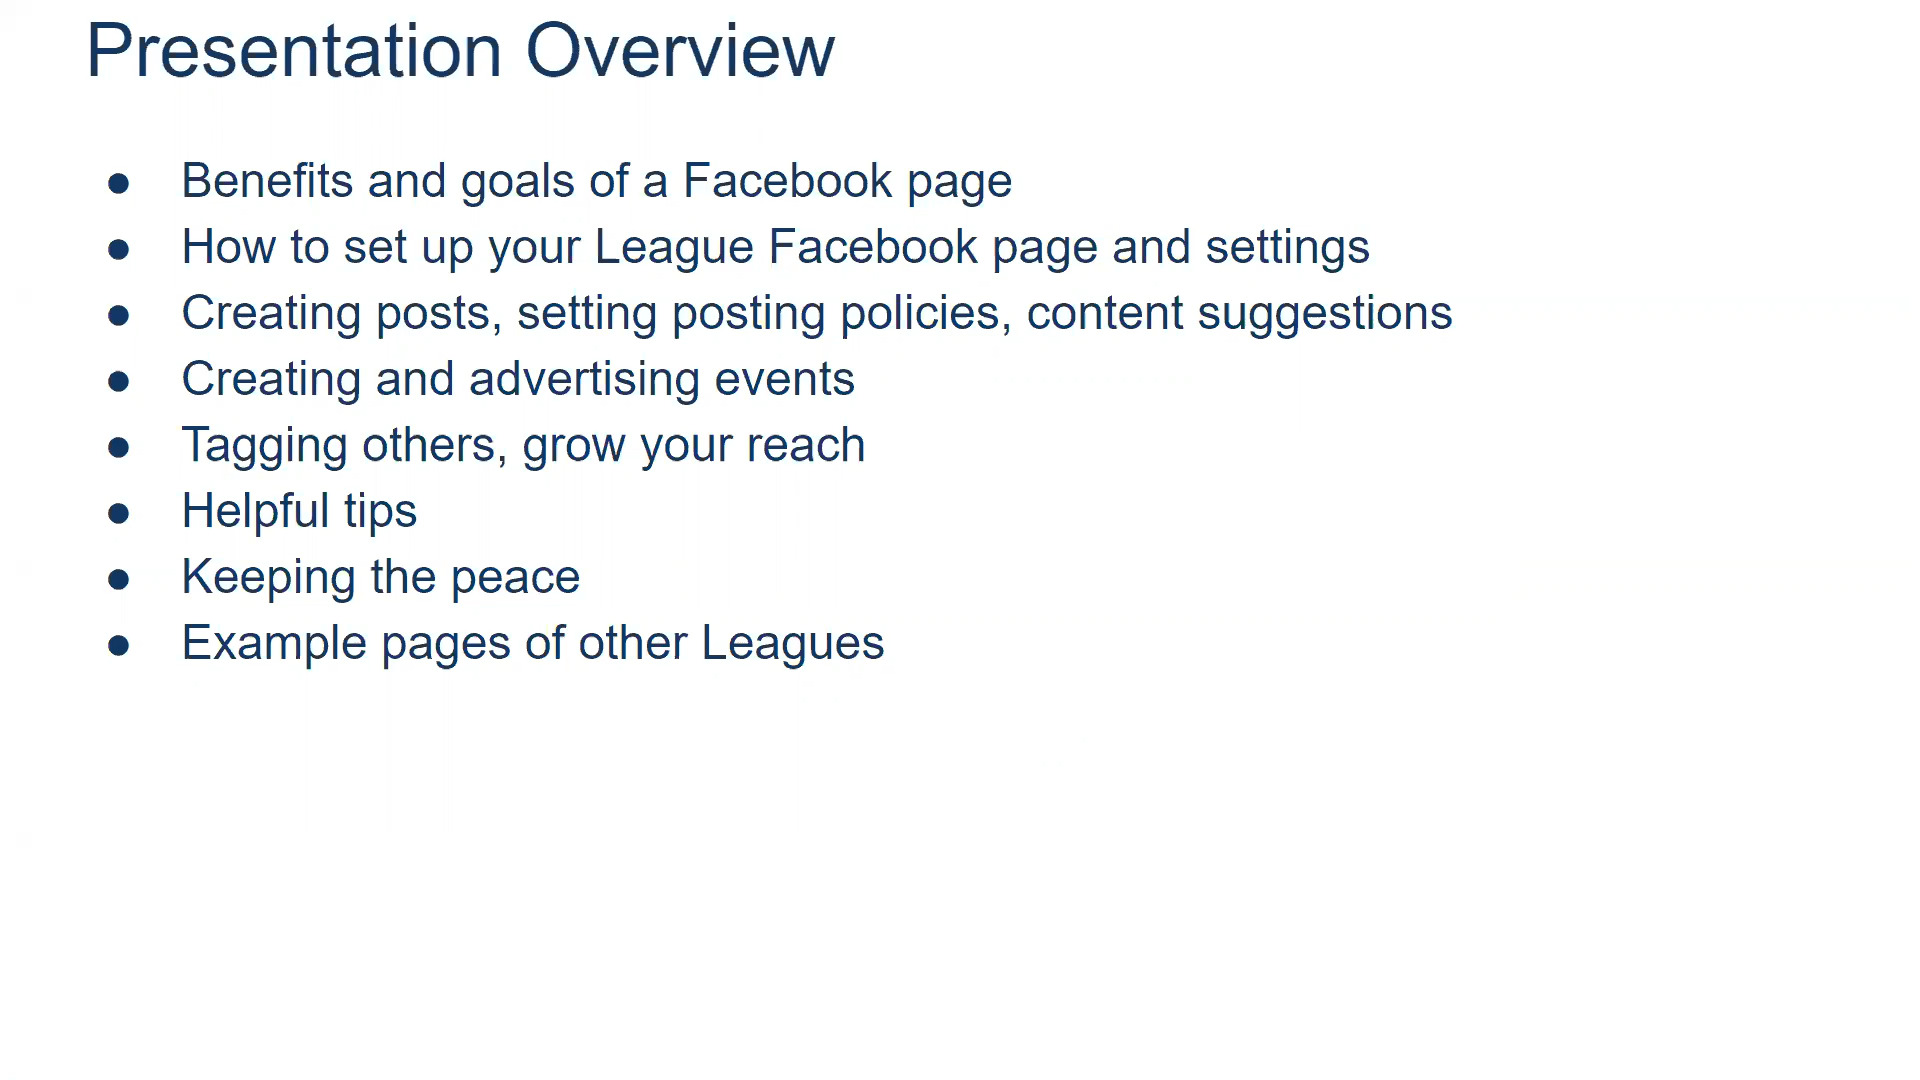 Presentation Overview
● Benefits and goals of a Facebook page
● How to set up your League Facebook page and settings
● Creating posts, setting posting policies, content suggestions
● Creating and advertising events
● Tagging others, grow your reach
● Helpful tips
● Keeping the peace
● Example pages of other Leagues